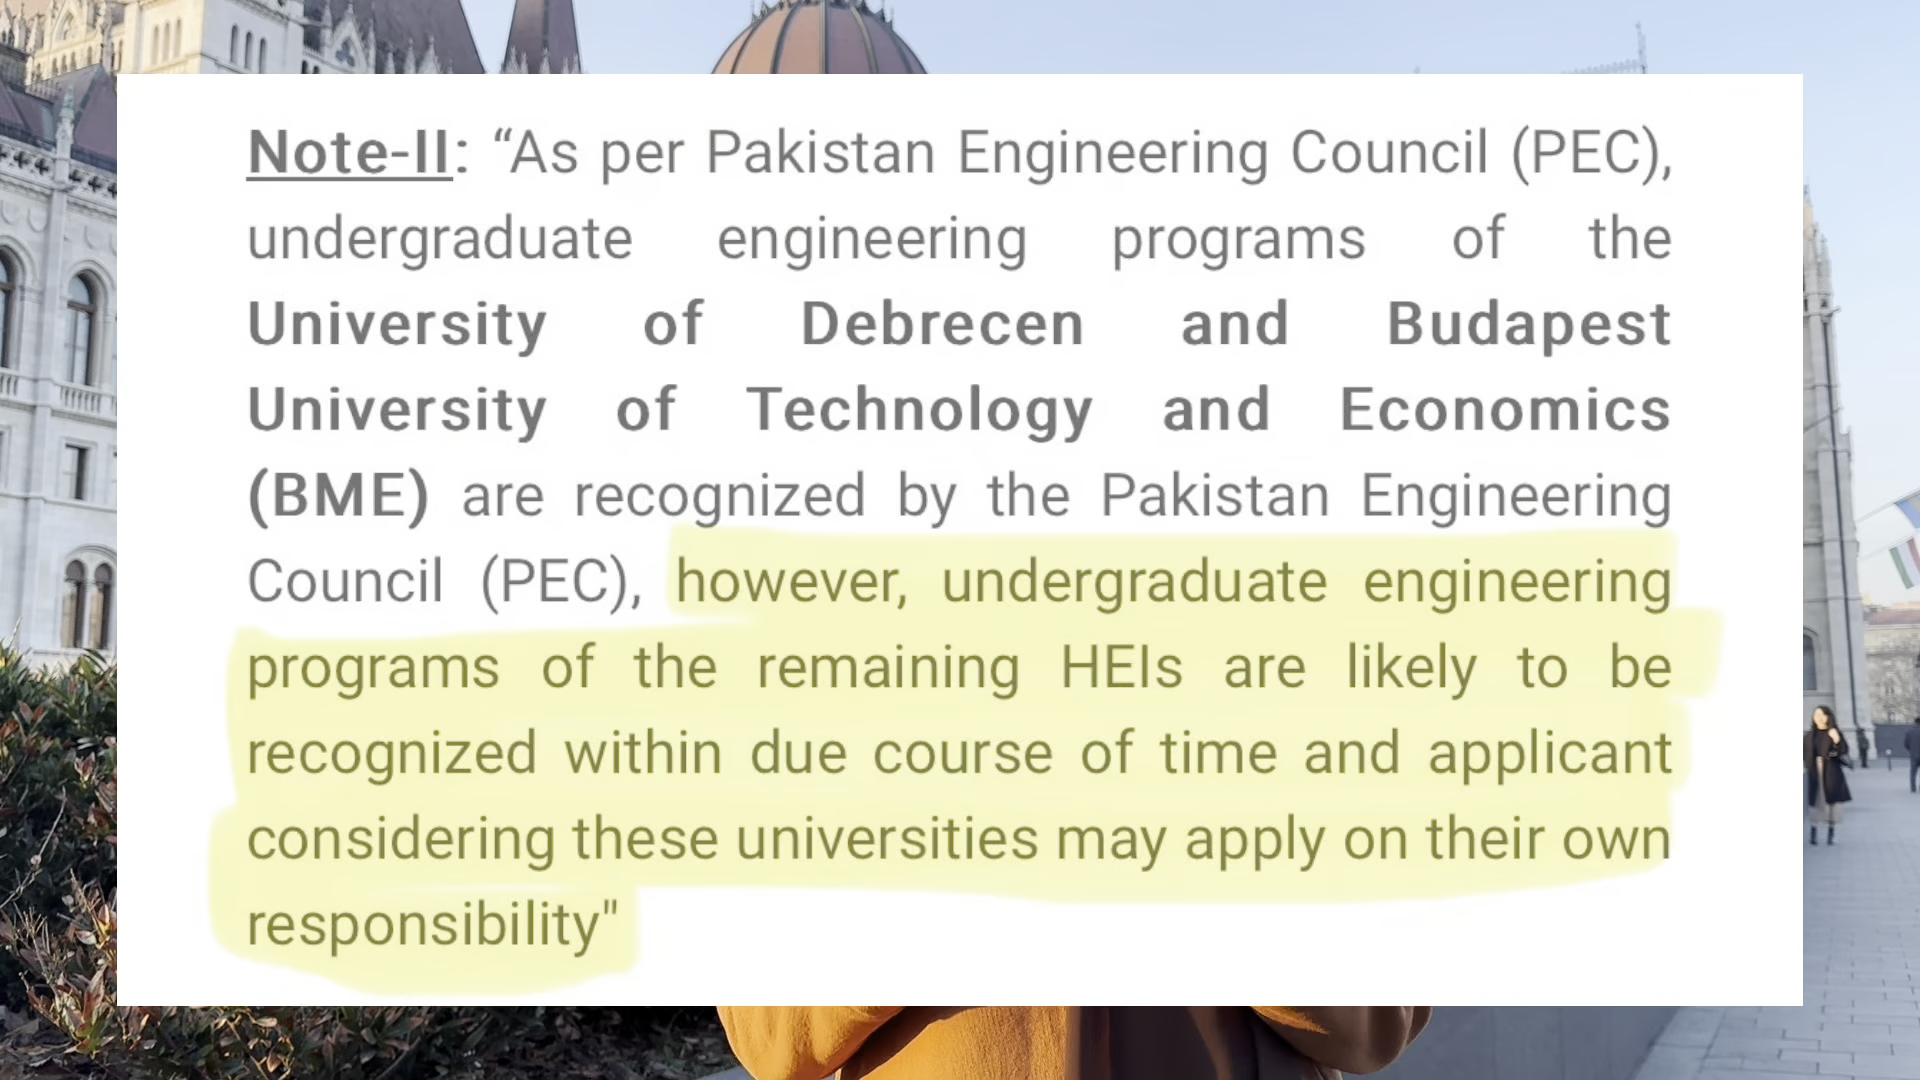 Note-II: “As per Pakistan Engineering Council (PEC),
undergraduate engineering programs of the
University of Debrecen and Budapest
University of Technology and Economics
(BME) are recognized by the Pakistan Engineering
Council (PEC), however, undergraduate engineering
programs of the remaining HEIs are likely to be
recognized within due course of time and applicant
considering these universities may apply on their own
responsibility"